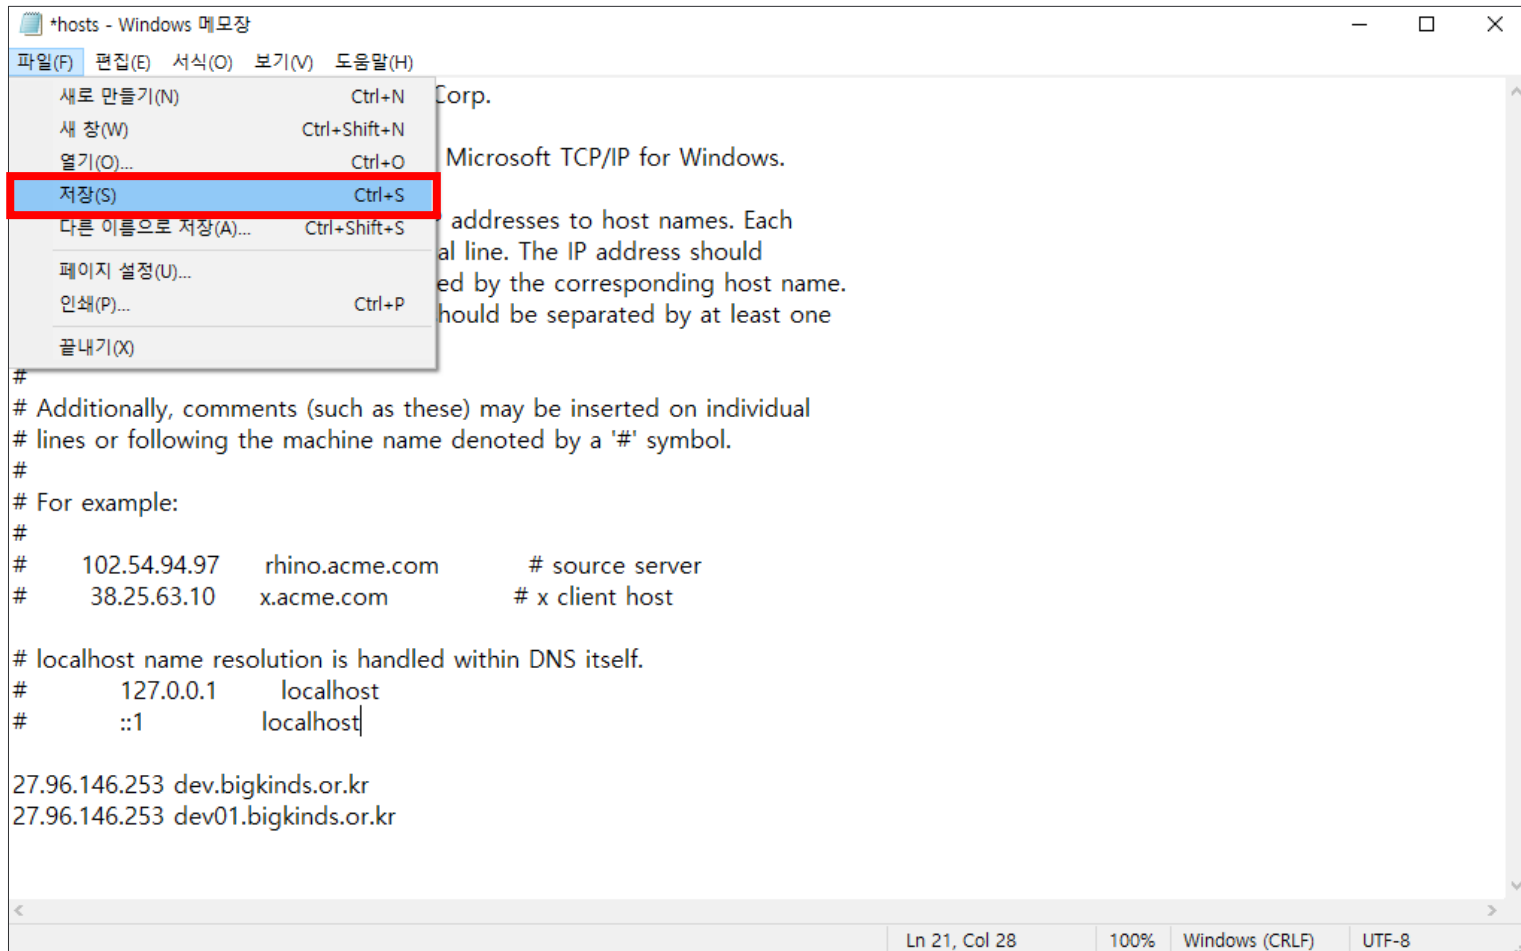 *hosts - Windows 메모장
파일(F) 편집(E) 서식(O) 보기(V) 도움말(H)
새로 만들기(N) Ctrl+N
Corp.
새 창(W) Ctrl+Shift+N
열기(O)... Ctrl+O
Microsoft TCP/IP for Windows.
저장(S) Ctrl+S
다른 이름으로 저장(A)... Ctrl+Shift+S
addresses to host names. Each
al line. The IP address should
페이지 설정(U)...
ed by the corresponding host name.
인쇄(P)... Ctrl+P
hould be separated by at least one
끝내기(X)
#
# Additionally, comments (such as these) may be inserted on individual
# lines or following the machine name denoted by a '#' symbol.
#
# For example:
#
# 102.54.94.97 rhino.acme.com # source server
# 38.25.63.10 x.acme.com # x client host
# localhost name resolution is handled within DNS itself.
# 127.0.0.1 localhost
# ::1 localhost
27.96.146.253 dev.bigkinds.or.kr
27.96.146.253 dev01.bigkinds.or.kr
Ln 21, Col 28 100% Windows (CRLF) UTF-8